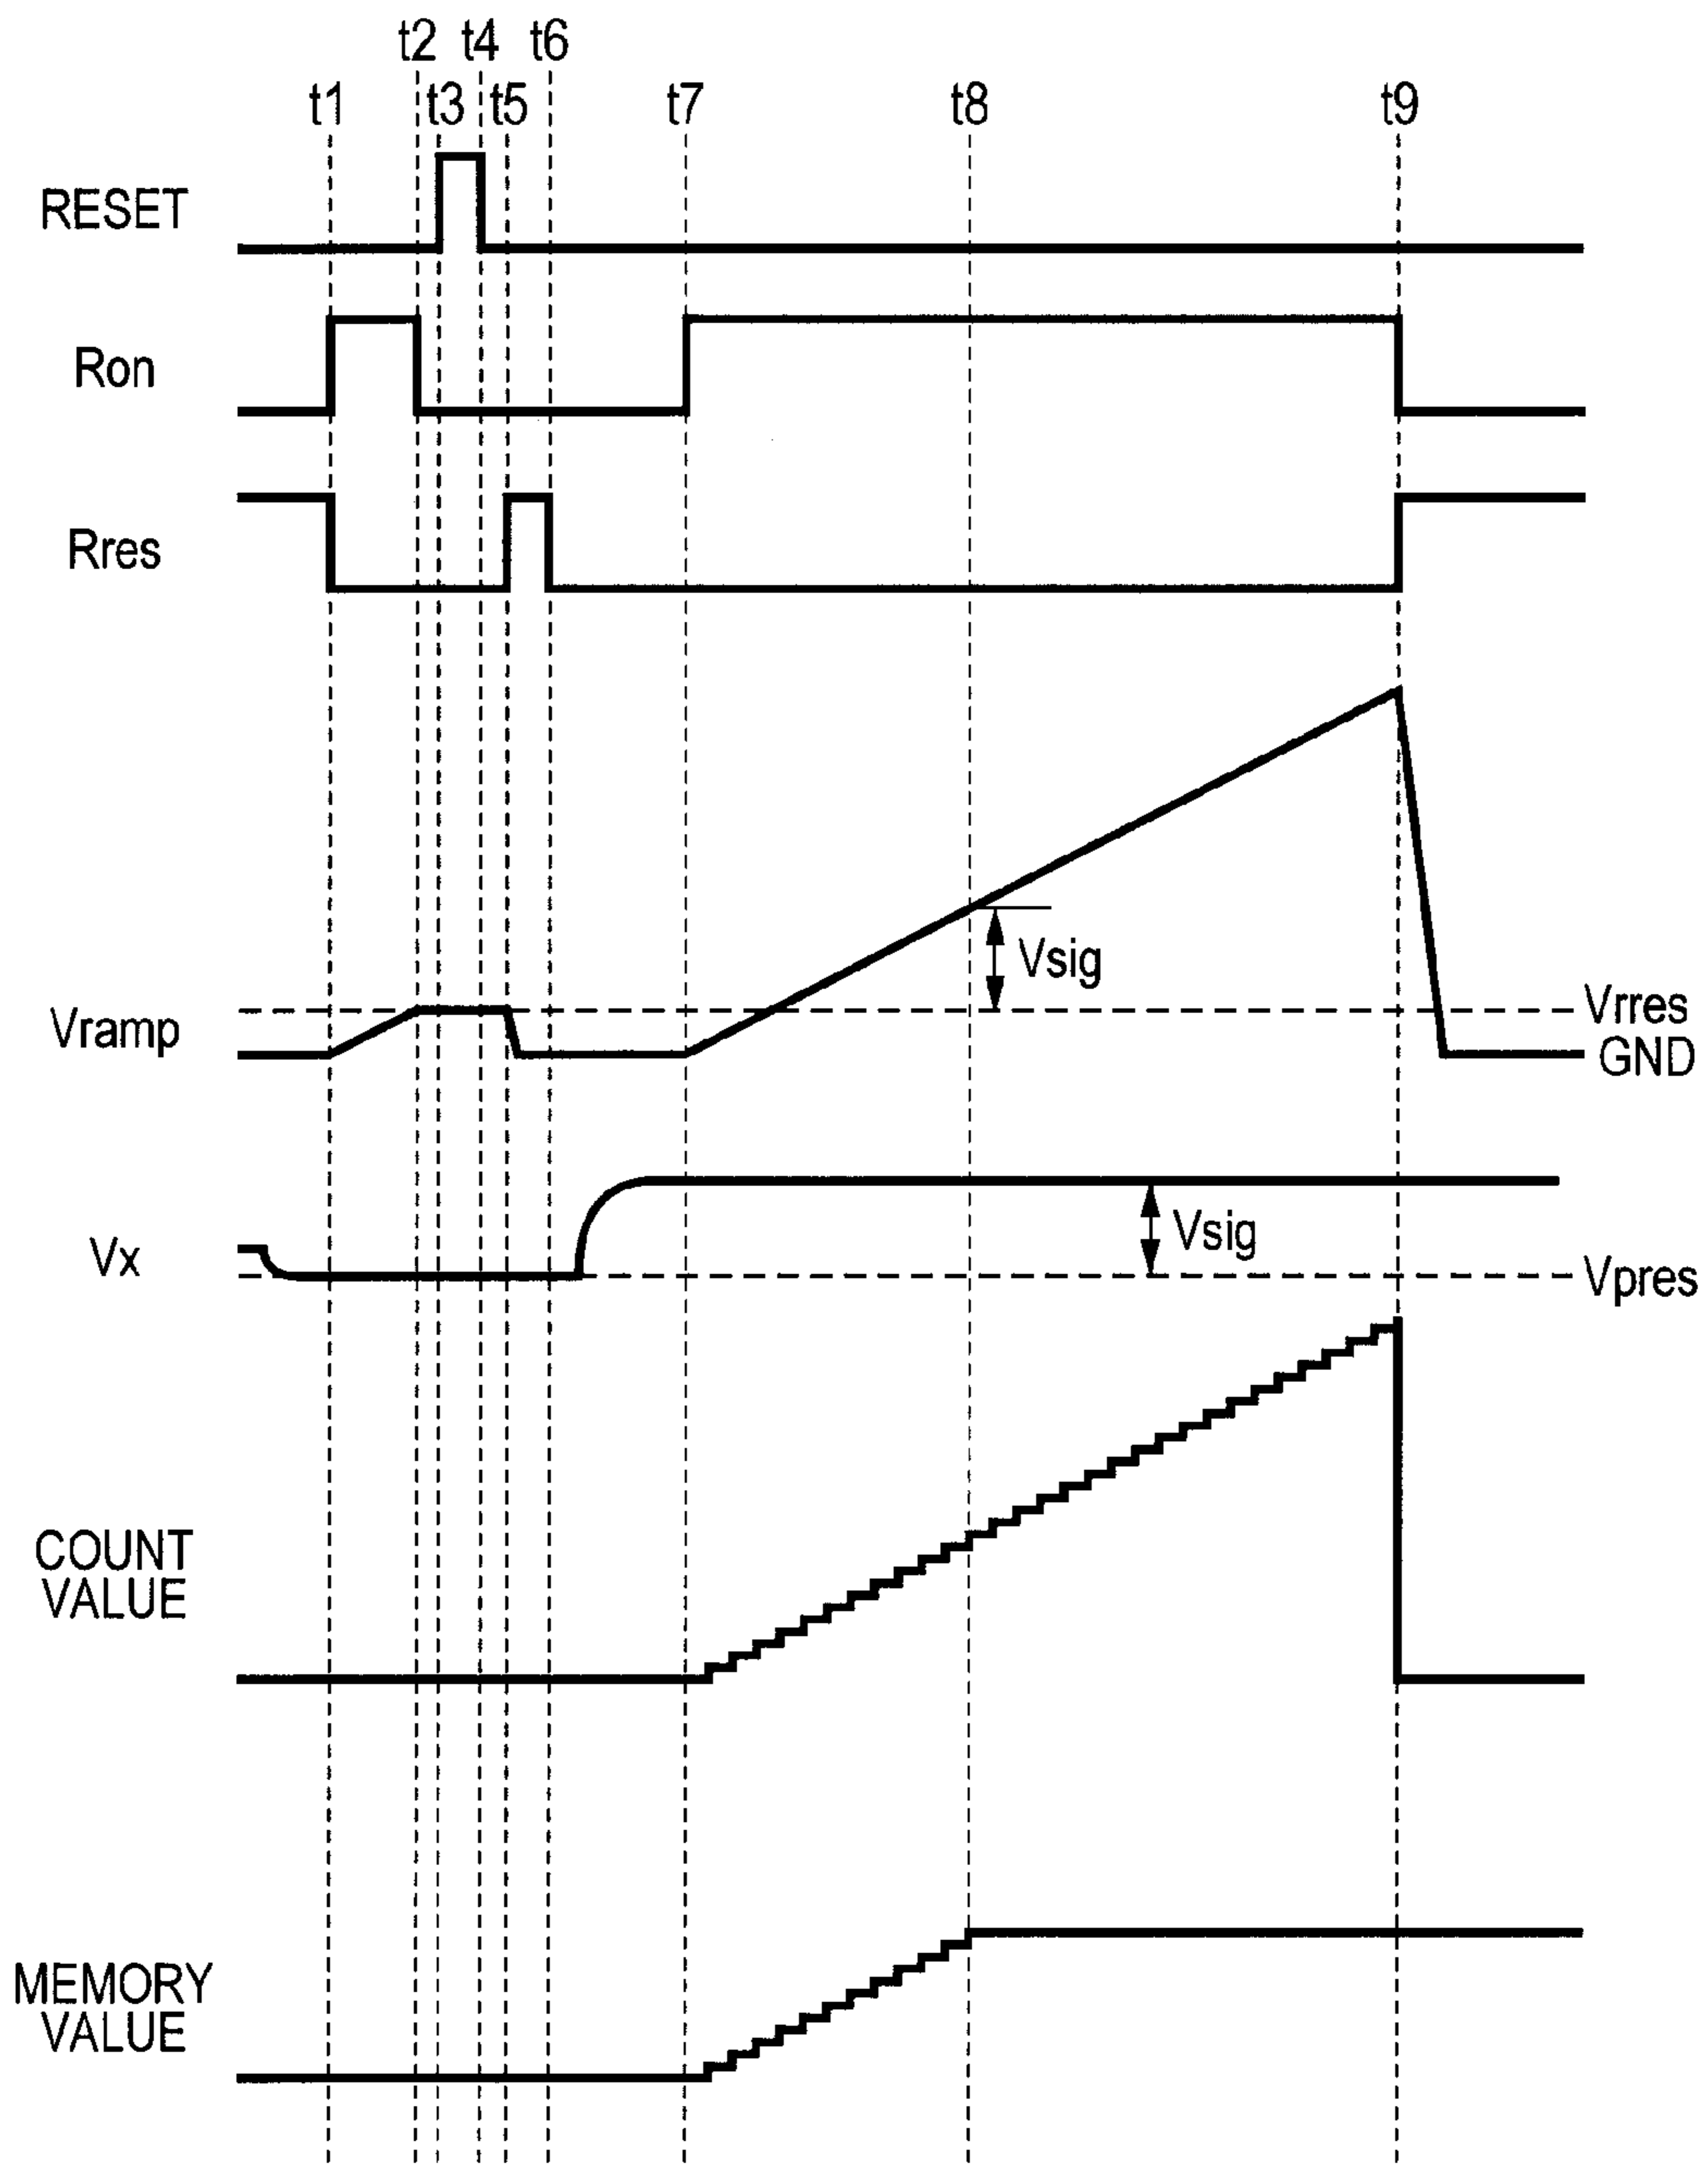 t2 t4 t6
t1 t3 t5 t7 t8 t9
RESET
Ron
Rres
Vsig
Vramp
Vrres
GND
Vx
Vsig
Vpres
COUNT
VALUE
MEMORY
VALUE